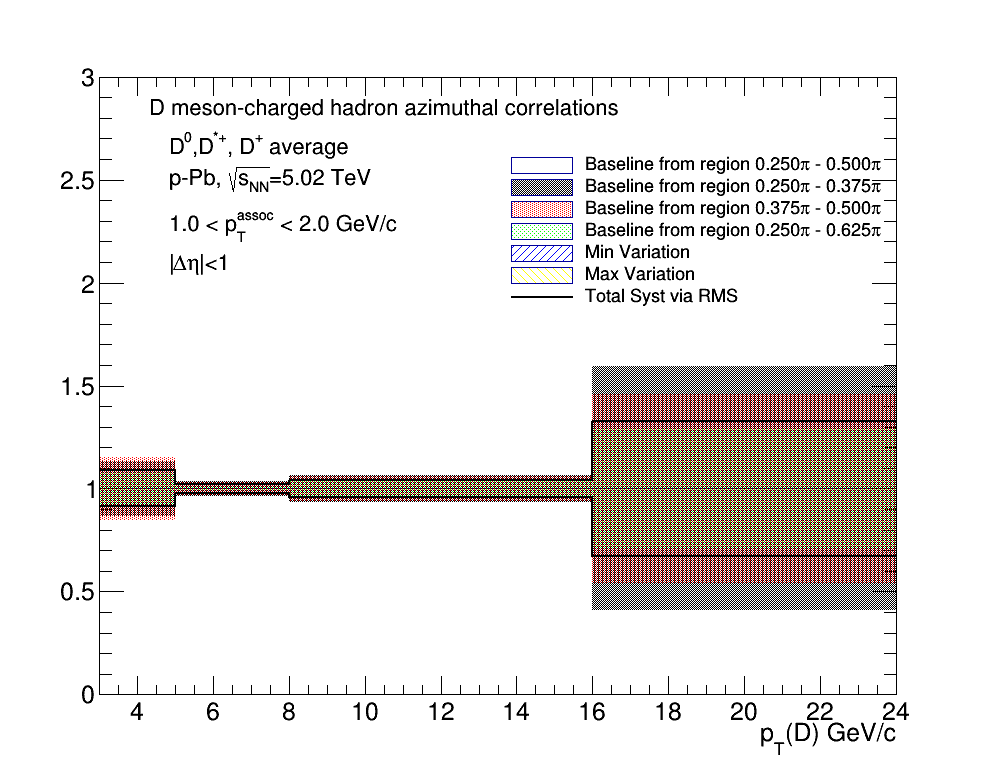 D meson-charged hadron azimuthal correlations
D⁰,D*⁺, D⁺ average
p-Pb, √s_NN=5.02 TeV
1.0 < p_T^assoc < 2.0 GeV/c
|Δη|<1
Baseline from region 0.250π - 0.500π
Baseline from region 0.250π - 0.375π
Baseline from region 0.375π - 0.500π
Baseline from region 0.250π - 0.625π
Min Variation
Max Variation
Total Syst via RMS
3
2.5
2
1.5
1
0.5
0
4 6 8 10 12 14 16 18 20 22 24
p_T(D) GeV/c